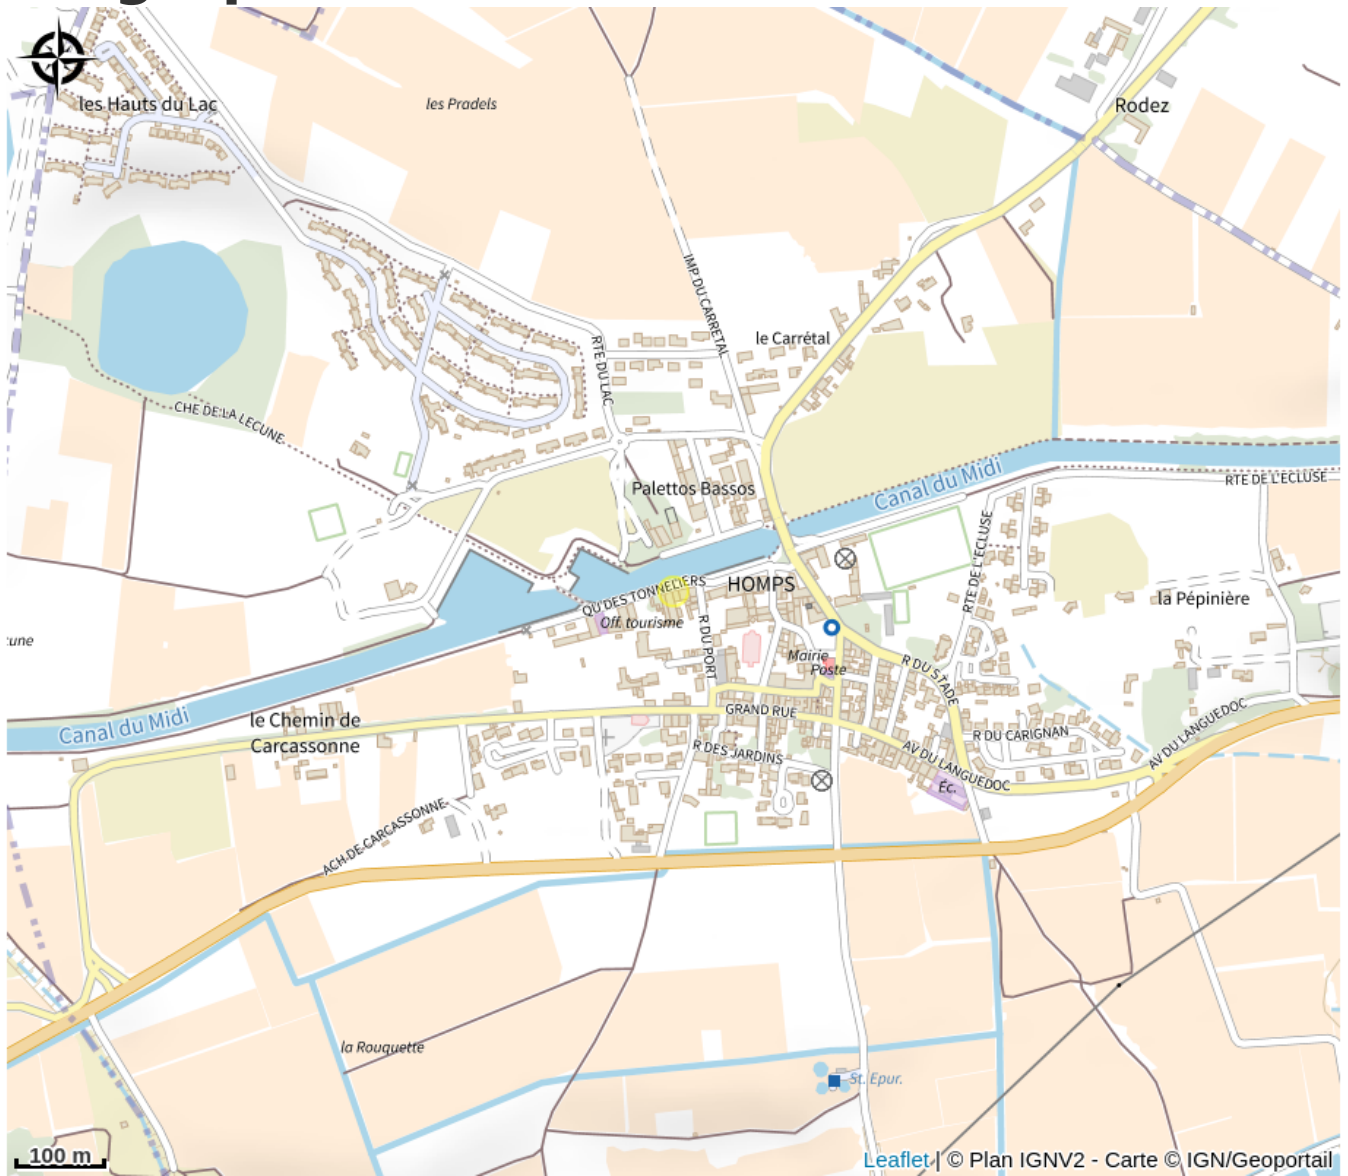 les Hauts du Lac
les Pradels
Rodez
IMP DU CARRETAL
le Carrétal
RTE DU LAC
CHE DE LA LECUNE
Palettos Bassos
Canal du Midi
RTE DE L'ECLUSE
RTE DE L'ECLUSE
QU DES TONNELIERS
HOMPS
la Pépinière
Off. tourisme
R DU PORT
cune
Mairie
Poste
R DU STADE
Canal du Midi
le Chemin de
Carcassonne
GRAND RUE
R DU CARIGNAN
AV DU LANGUEDOC
R DES JARDINS
AV DU LANGUEDOC
Éc.
ACH DE CARCASSONNE
la Rouquette
St. Epur.
100 m
Leaflet | © Plan IGNV2 - Carte © IGN/Geoportail